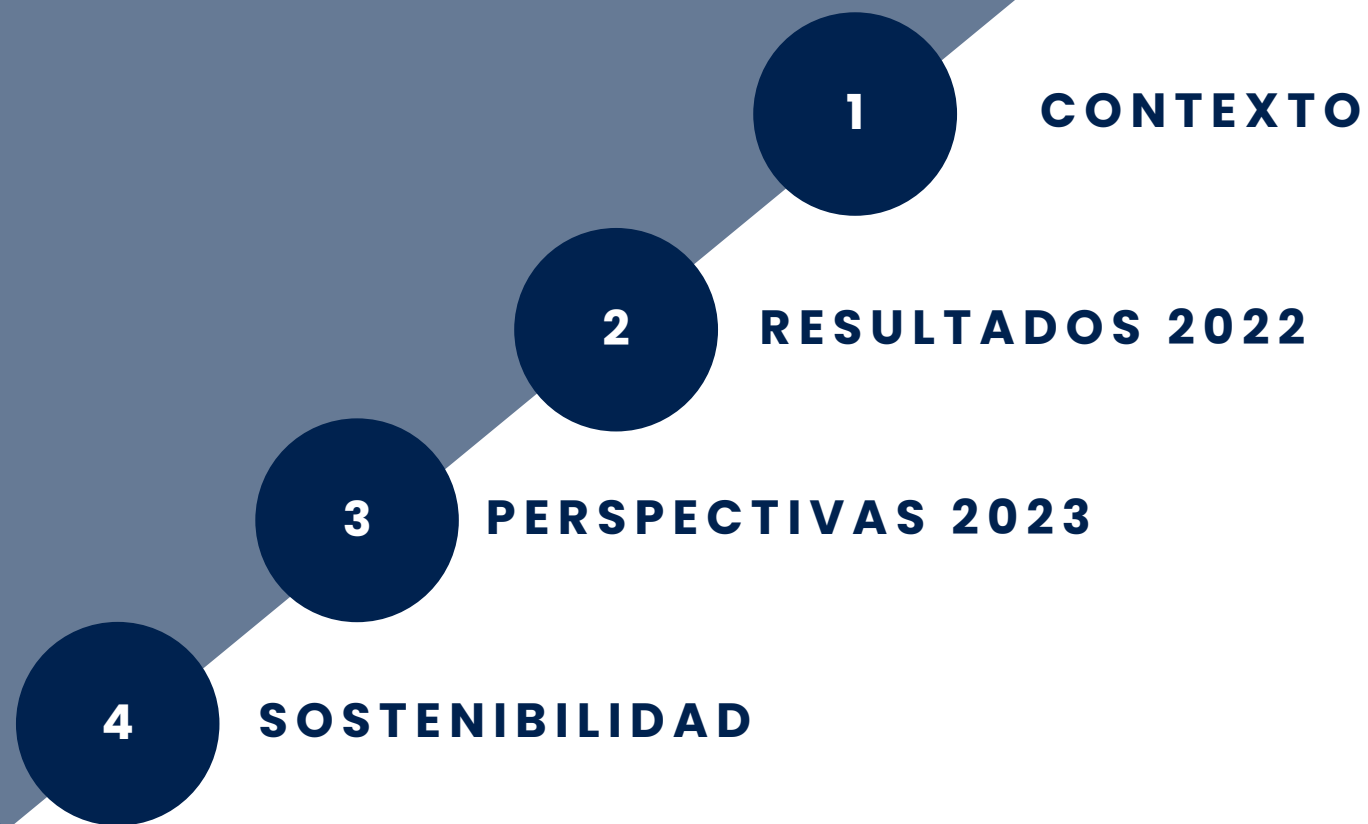 1 CONTEXTO
2 RESULTADOS 2022
3 PERSPECTIVAS 2023
4 SOSTENIBILIDAD